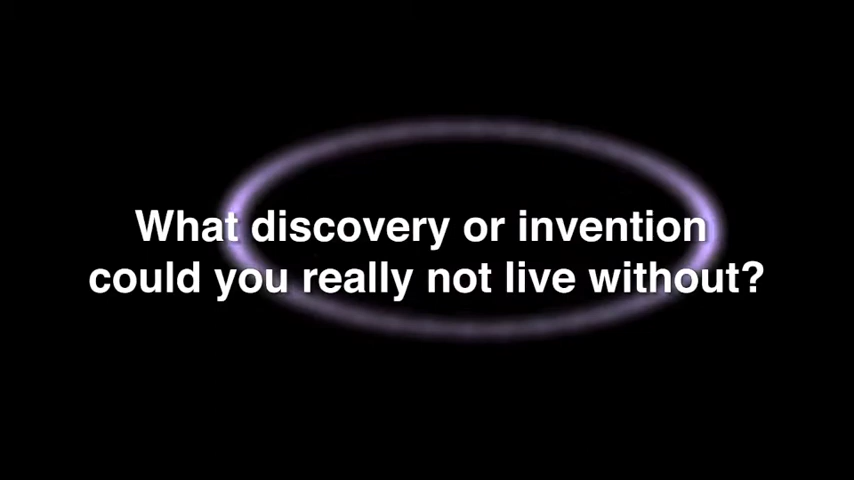 What discovery or invention
could you really not live without?